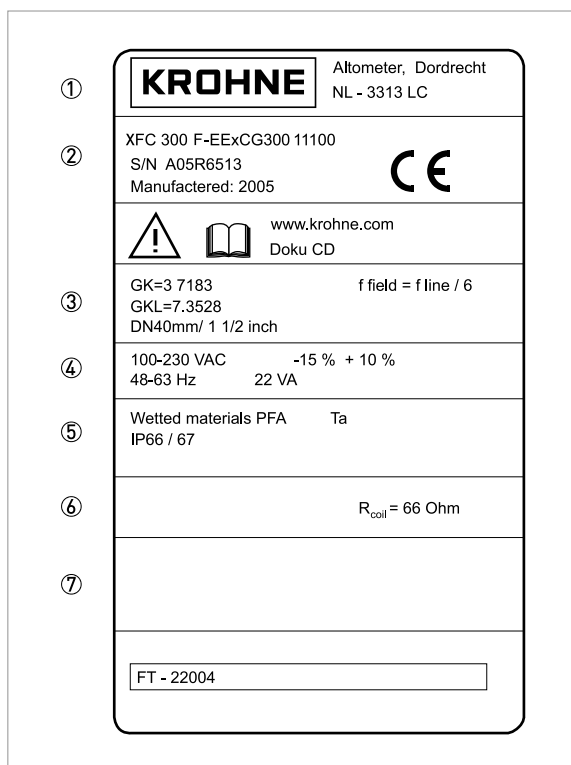 ① KROHNE Altometer, Dordrecht
NL - 3313 LC
② XFC 300 F-EExCG300 11100
S/N A05R6513
Manufactered: 2005
CE
www.krohne.com
Doku CD
③ GK=3 7183 f field = f line / 6
GKL=7.3528
DN40mm/ 1 1/2 inch
④ 100-230 VAC -15 % + 10 %
48-63 Hz 22 VA
⑤ Wetted materials PFA Ta
IP66 / 67
⑥ Rcoil = 66 Ohm
⑦
FT - 22004